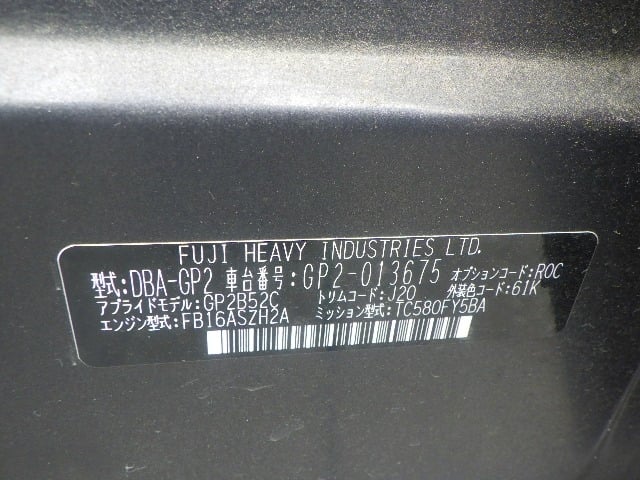 FUJI HEAVY INDUSTRIES LTD.
型式:DBA-GP2 車台番号:GP2-013675 オプションコード:ROC
アプライドモデル:GP2B52C トリムコード:J20 外装色コード:61K
エンジン型式:FB16ASZH2A ミッション型式:TC580FY5BA